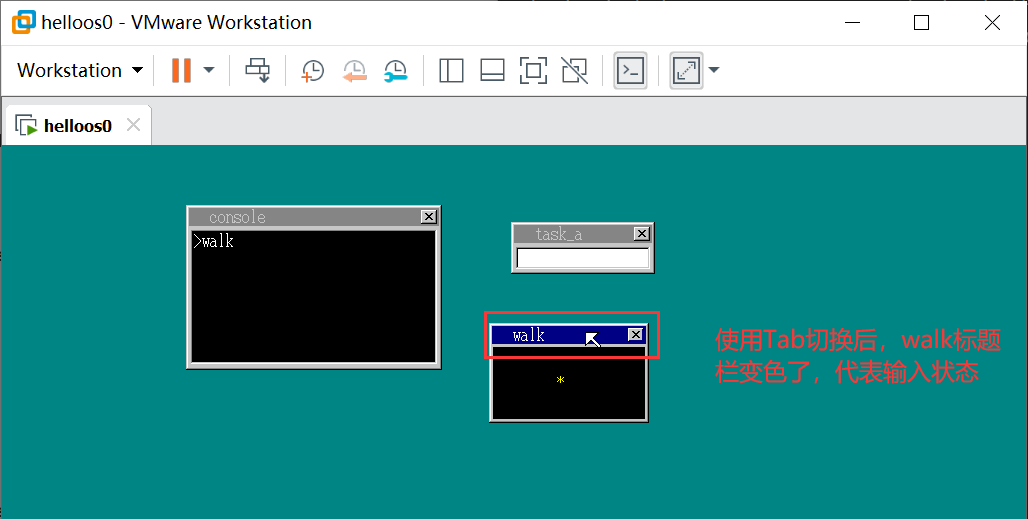 helloos0 - VMware Workstation
Workstation
helloos0
console
>walk
task_a
walk
*
使用Tab切换后，walk标题
栏变色了，代表输入状态